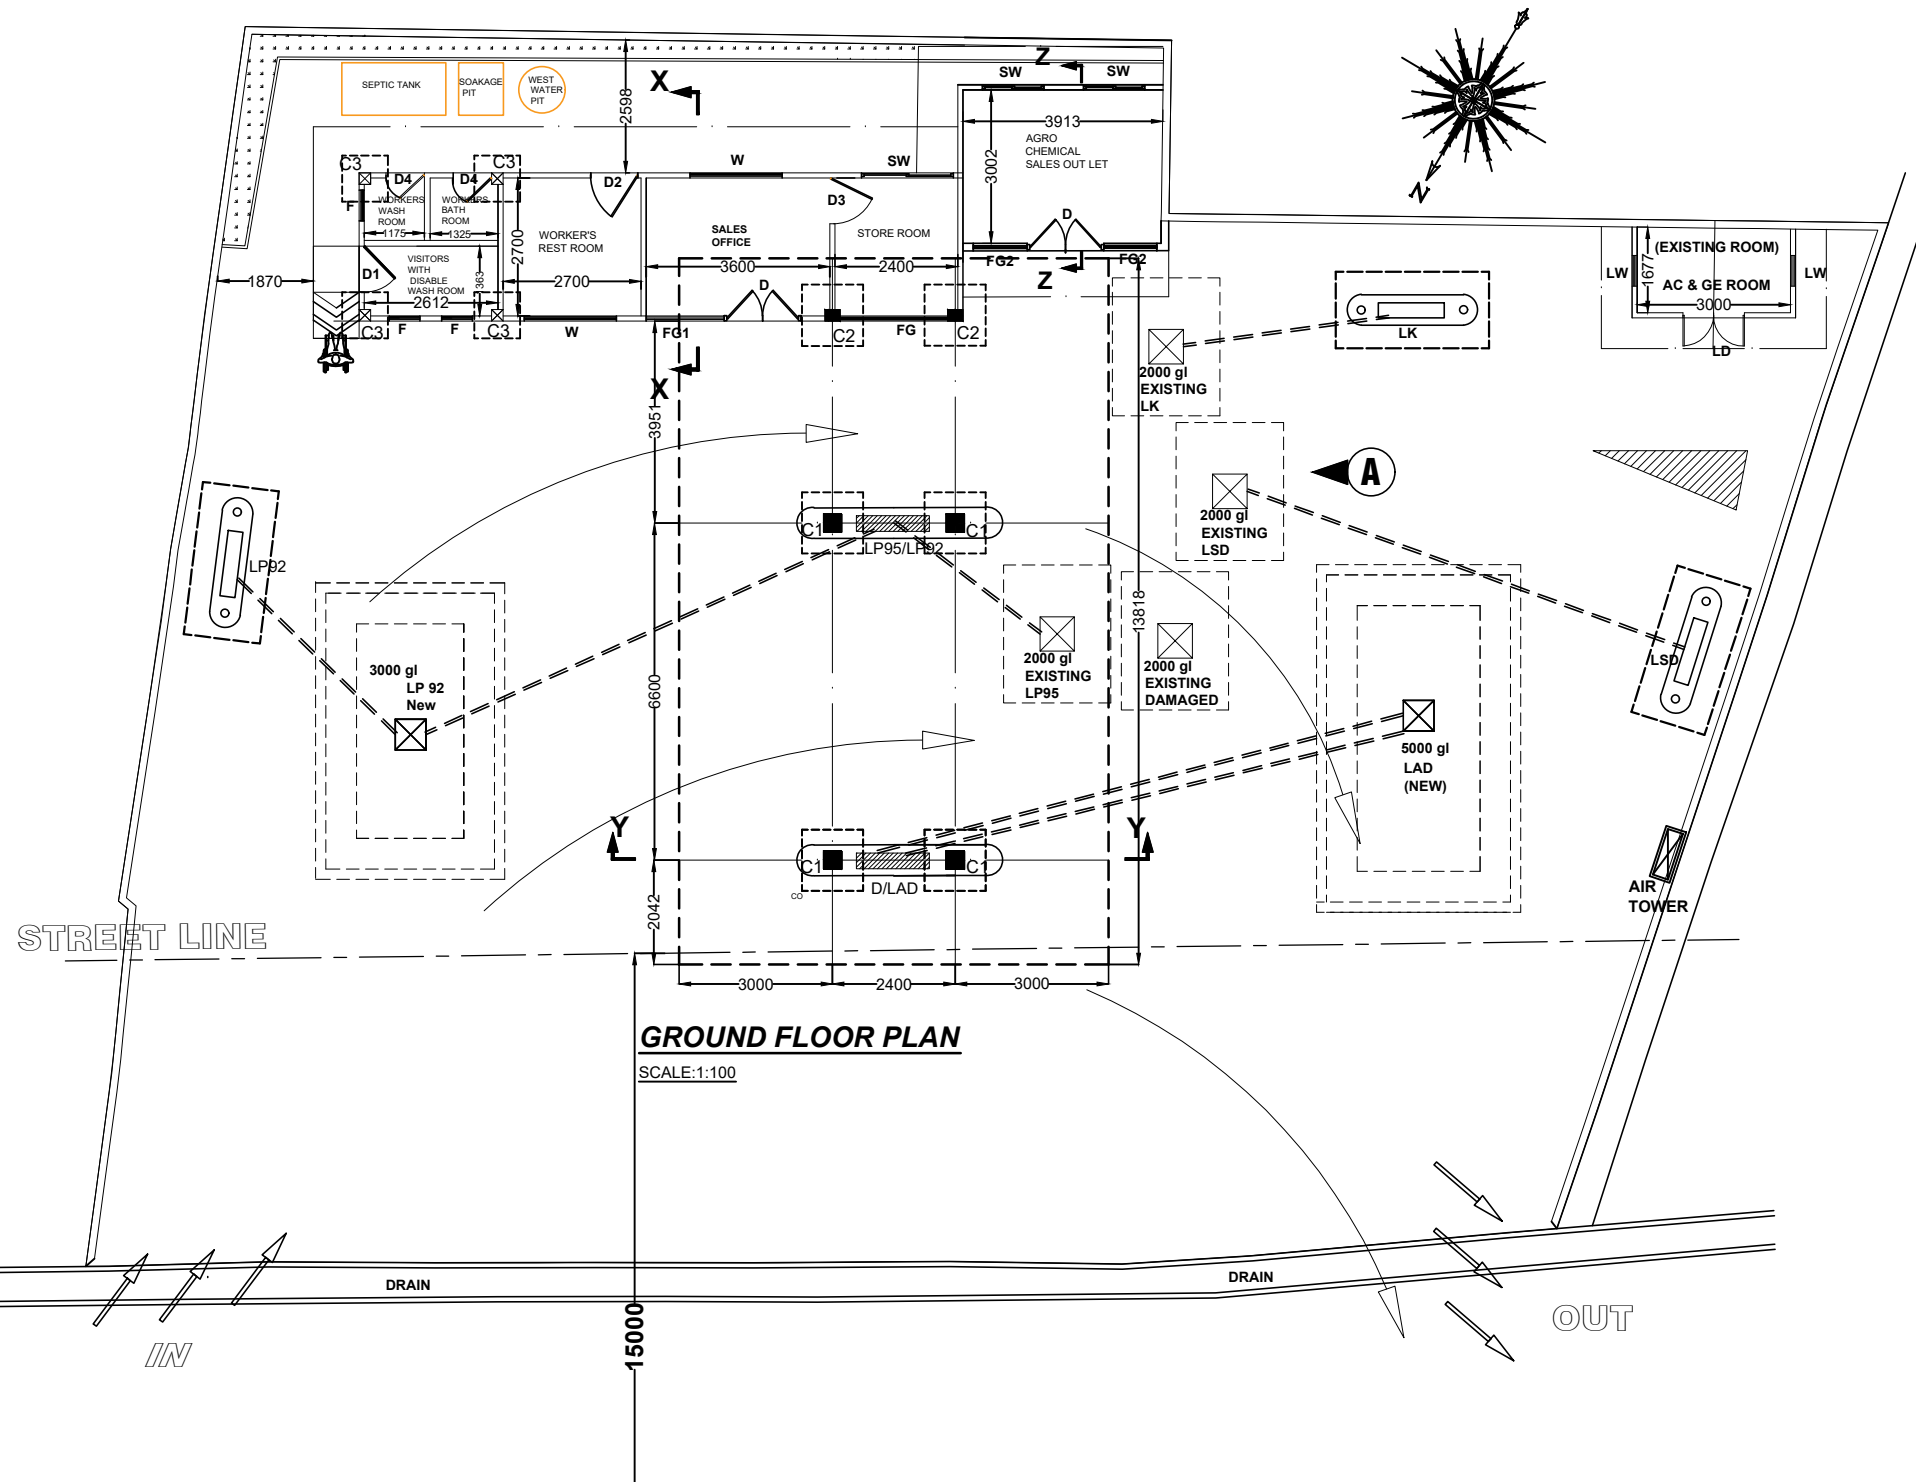 SEPTIC TANK
SOAKAGE
PIT
WEST
WATER
PIT
X
2598
Z
SW
SW
3913
AGRO
CHEMICAL
SALES OUT LET
3002
N
C3
C3
D4
D4
D2
W
SW
D3
F
WORKERS
WASH
ROOM
1175
WORKERS
BATH
ROOM
1325
2700
WORKER'S
REST ROOM
SALES
OFFICE
STORE ROOM
D
3600
2400
FG2
FG2
Z
(EXISTING ROOM)
1677
LW
LW
AC & GE ROOM
3000
LD
1870
D1
VISITORS
WITH
DISABLE
WASH ROOM
2612
2700
D
C3
F
F
C3
W
FG1
C2
FG
C2
LK
X
3951
2000 gl
EXISTING
LK
A
2000 gl
EXISTING
LSD
C1
C1
LP95/LP92
LP92
13818
2000 gl
EXISTING
LP95
2000 gl
EXISTING
DAMAGED
LSD
3000 gl
LP 92
New
6600
5000 gl
LAD
(NEW)
Y
Y
C1
C1
D/LAD
CO
2042
AIR
TOWER
STREET LINE
3000
2400
3000
GROUND FLOOR PLAN
SCALE:1:100
DRAIN
DRAIN
IN
15000
OUT